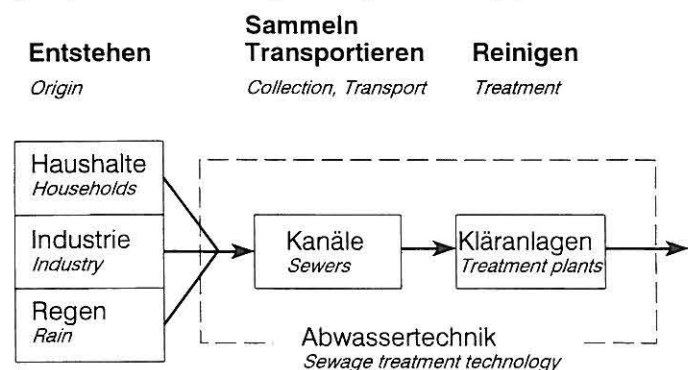 Entstehen
Origin
Sammeln
Transportieren
Collection, Transport
Reinigen
Treatment
Haushalte
Households
Industrie
Industry
Regen
Rain
Kanäle
Sewers
Kläranlagen
Treatment plants
Abwassertechnik
Sewage treatment technology